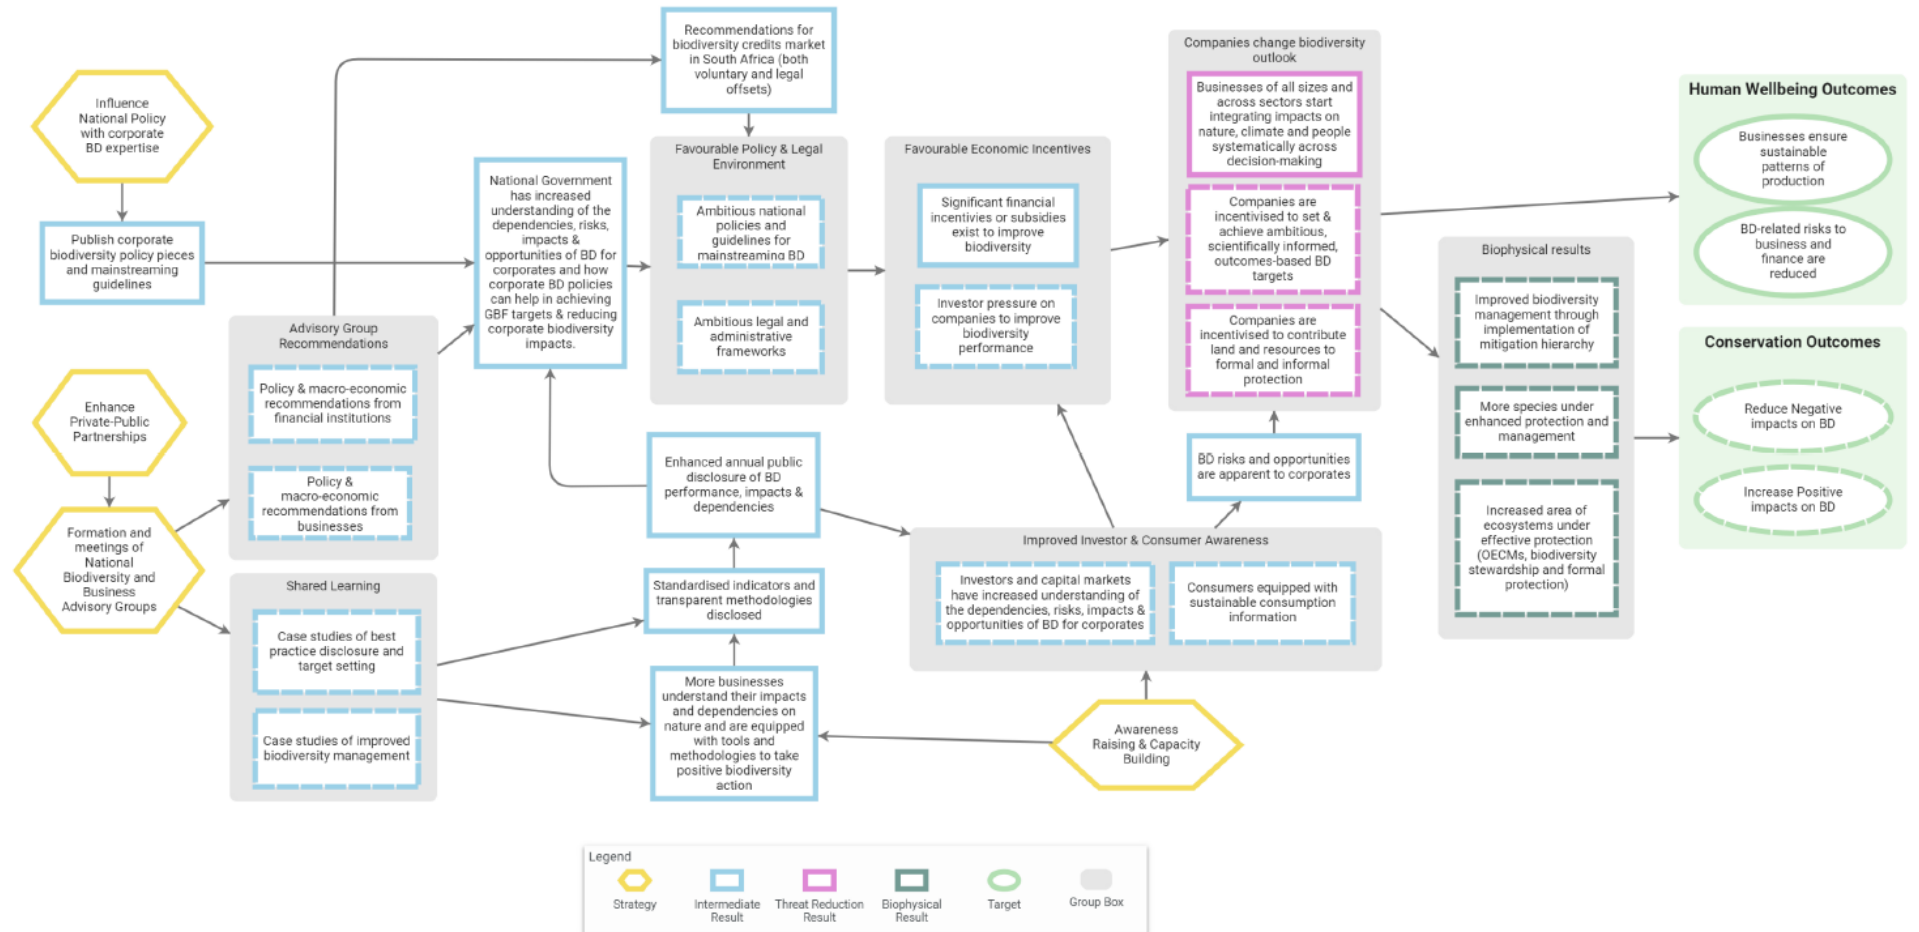 Influence
National Policy
with corporate
BD expertise
Publish corporate
biodiversity policy pieces
and mainstreaming
guidelines
Enhance
Private-Public
Partnerships
Formation and
meetings of
National
Biodiversity and
Business
Advisory Groups
Advisory Group
Recommendations
Policy & macro-economic
recommendations from
financial institutions
Policy &
macro-economic
recommendations from
businesses
Shared Learning
Case studies of best
practice disclosure and
target setting
Case studies of improved
biodiversity management
National Government
has increased
understanding of the
dependencies, risks,
impacts &
opportunities of BD for
corporates and how
corporate BD policies
can help in achieving
GBF targets & reducing
corporate biodiversity
impacts.
Recommendations for
biodiversity credits market
in South Africa (both
voluntary and legal
offsets)
Favourable Policy & Legal
Environment
Ambitious national
policies and
guidelines for
mainstreaming BD
Ambitious legal and
administrative
frameworks
Enhanced annual public
disclosure of BD
performance, impacts &
dependencies
Standardised indicators and
transparent methodologies
disclosed
More businesses
understand their impacts
and dependencies on
nature and are equipped
with tools and
methodologies to take
positive biodiversity
action
Favourable Economic Incentives
Significant financial
incentivies or subsidies
exist to improve
biodiversity
Investor pressure on
companies to improve
biodiversity
performance
Companies change biodiversity
outlook
Businesses of all sizes and
across sectors start
integrating impacts on
nature, climate and people
systematically across
decision-making
Companies are
incentivised to set &
achieve ambitious,
scientifically informed,
outcomes-based BD
targets
Companies are
incentivised to contribute
land and resources to
formal and informal
protection
BD risks and opportunities
are apparent to corporates
Improved Investor & Consumer Awareness
Investors and capital markets
have increased understanding of
the dependencies, risks, impacts &
opportunities of BD for corporates
Consumers equipped with
sustainable consumption
information
Awareness
Raising & Capacity
Building
Biophysical results
Improved biodiversity
management through
implementation of
mitigation hierarchy
More species under
enhanced protection and
management
Increased area of
ecosystems under
effective protection
(OECMs, biodiversity
stewardship and formal
protection)
Human Wellbeing Outcomes
Businesses ensure
sustainable
patterns of
production
BD-related risks to
business and
finance are
reduced
Conservation Outcomes
Reduce Negative
impacts on BD
Increase Positive
impacts on BD
Legend
Strategy
Intermediate
Result
Threat Reduction
Result
Biophysical
Result
Target
Group Box